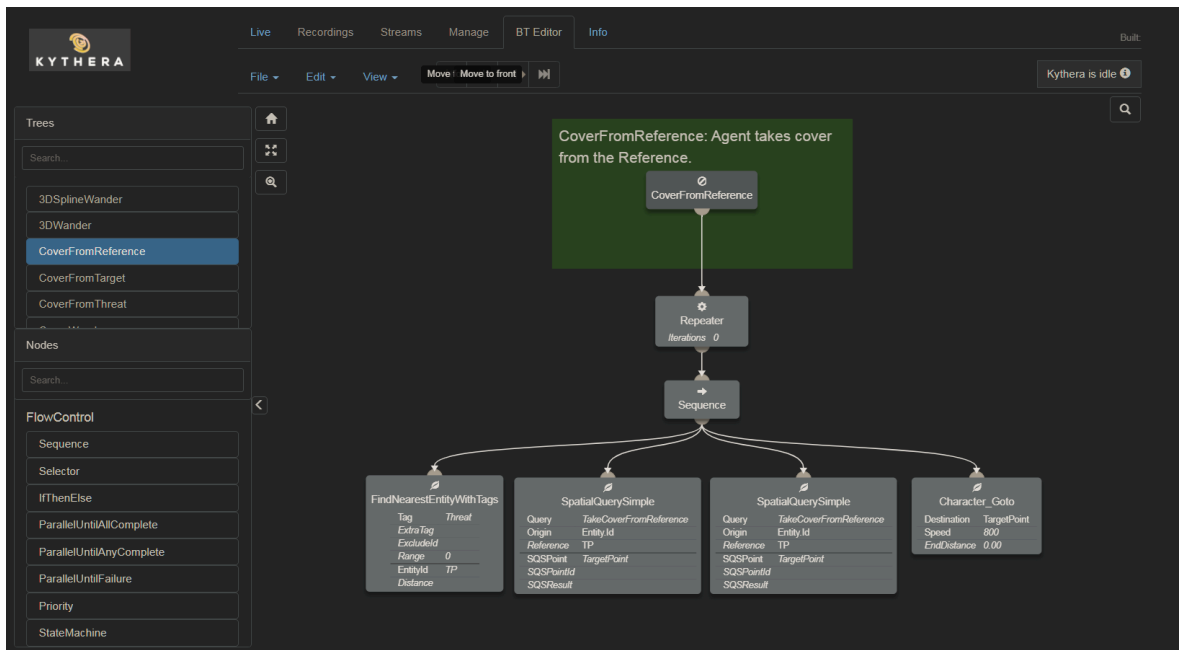 KYTHERA
Live Recordings Streams Manage BT Editor Info
Built:
File Edit View
Move Move to front
Kythera is idle
Trees
Search...
3DSplineWander
3DWander
CoverFromReference
CoverFromTarget
CoverFromThreat
Nodes
Search...
FlowControl
Sequence
Selector
IfThenElse
ParallelUntilAllComplete
ParallelUntilAnyComplete
ParallelUntilFailure
Priority
StateMachine
CoverFromReference: Agent takes cover
from the Reference.
CoverFromReference
Repeater
Iterations 0
Sequence
FindNearestEntityWithTags
Tag Threat
ExtraTag
ExcludeId
Range 0
EntityId TP
Distance
SpatialQuerySimple
Query TakeCoverFromReference
Origin Entity.Id
Reference TP
SQSPoint TargetPoint
SQSPointId
SQSResult
SpatialQuerySimple
Query TakeCoverFromReference
Origin Entity.Id
Reference TP
SQSPoint TargetPoint
SQSPointId
SQSResult
Character_Goto
Destination TargetPoint
Speed 800
EndDistance 0.00